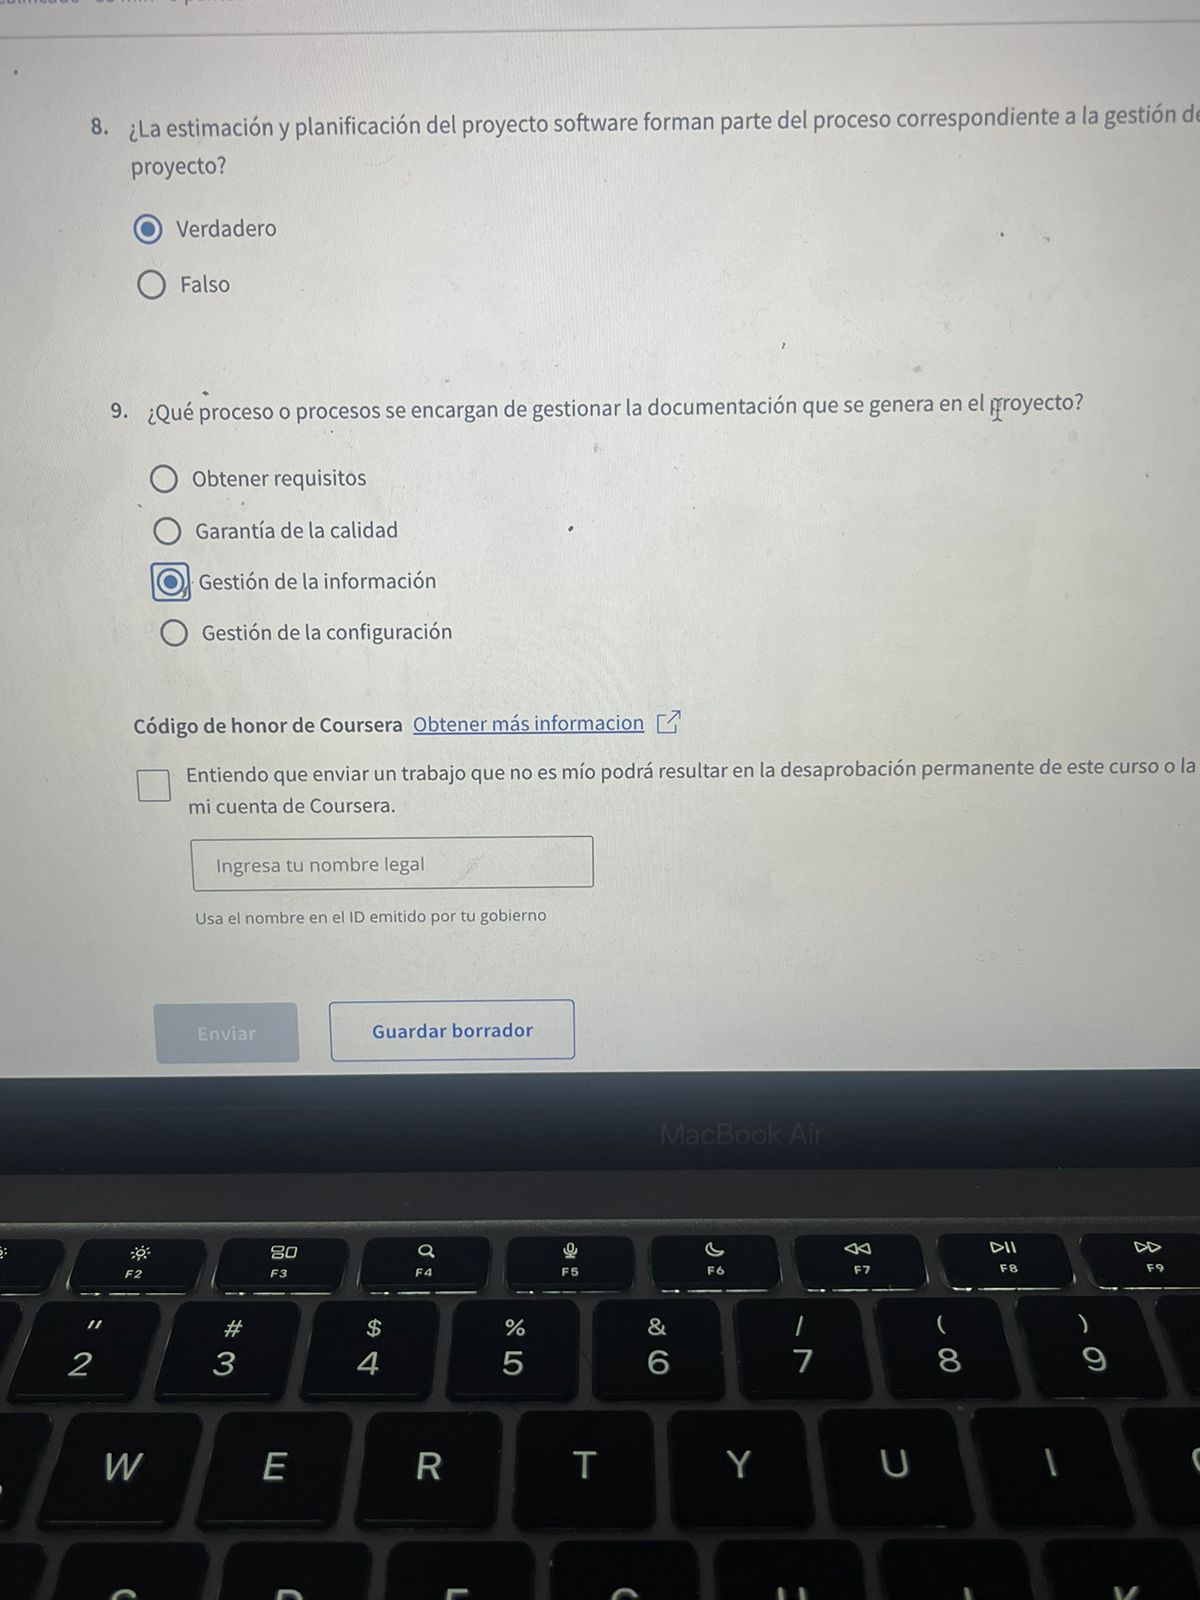 8. ¿La estimación y planificación del proyecto software forman parte del proceso correspondiente a la gestión de
proyecto?
Verdadero
Falso
9. ¿Qué proceso o procesos se encargan de gestionar la documentación que se genera en el proyecto?
Obtener requisitos
Garantía de la calidad
Gestión de la información
Gestión de la configuración
Código de honor de Coursera Obtener más informacion
Entiendo que enviar un trabajo que no es mío podrá resultar en la desaprobación permanente de este curso o la
mi cuenta de Coursera.
Ingresa tu nombre legal
Usa el nombre en el ID emitido por tu gobierno
Enviar Guardar borrador
MacBook Air
F2 F3 F4 F5 F6 F7 F8 F9
" # $ % & / ( )
2 3 4 5 6 7 8 9
W E R T Y U I